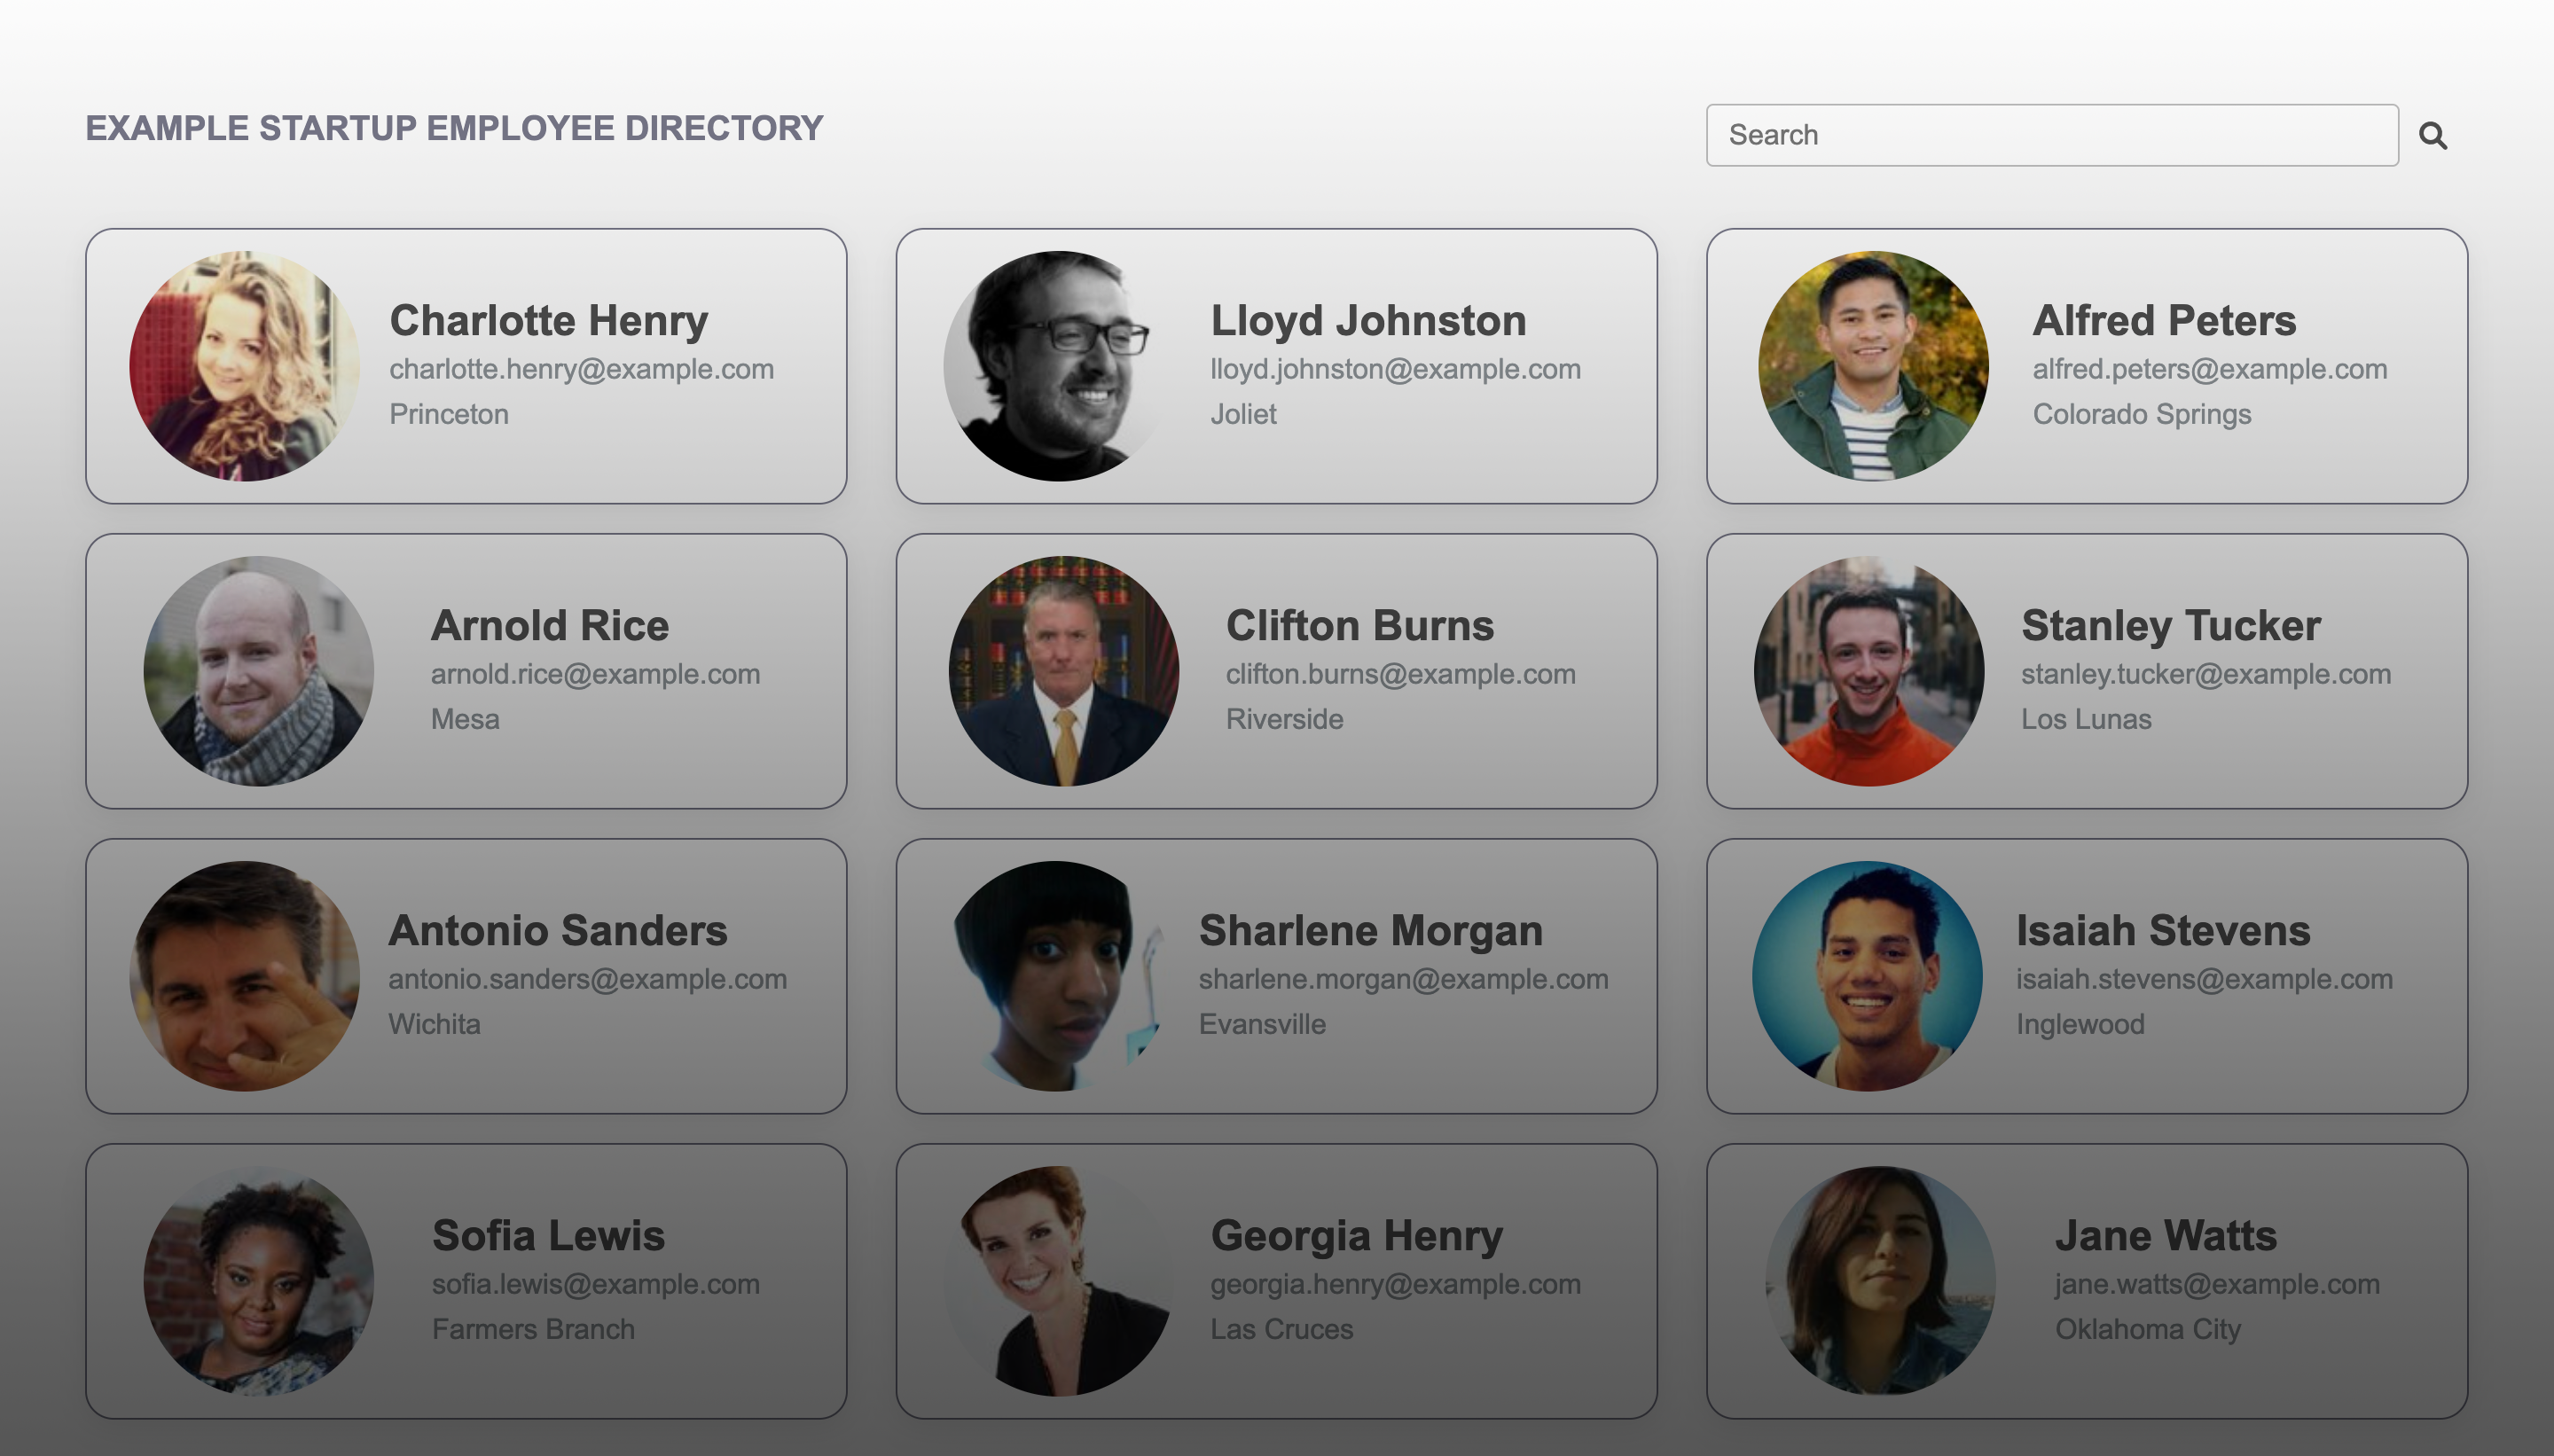 EXAMPLE STARTUP EMPLOYEE DIRECTORY
Search
Charlotte Henry
charlotte.henry@example.com
Princeton
Lloyd Johnston
lloyd.johnston@example.com
Joliet
Alfred Peters
alfred.peters@example.com
Colorado Springs
Arnold Rice
arnold.rice@example.com
Mesa
Clifton Burns
clifton.burns@example.com
Riverside
Stanley Tucker
stanley.tucker@example.com
Los Lunas
Antonio Sanders
antonio.sanders@example.com
Wichita
Sharlene Morgan
sharlene.morgan@example.com
Evansville
Isaiah Stevens
isaiah.stevens@example.com
Inglewood
Sofia Lewis
sofia.lewis@example.com
Farmers Branch
Georgia Henry
georgia.henry@example.com
Las Cruces
Jane Watts
jane.watts@example.com
Oklahoma City